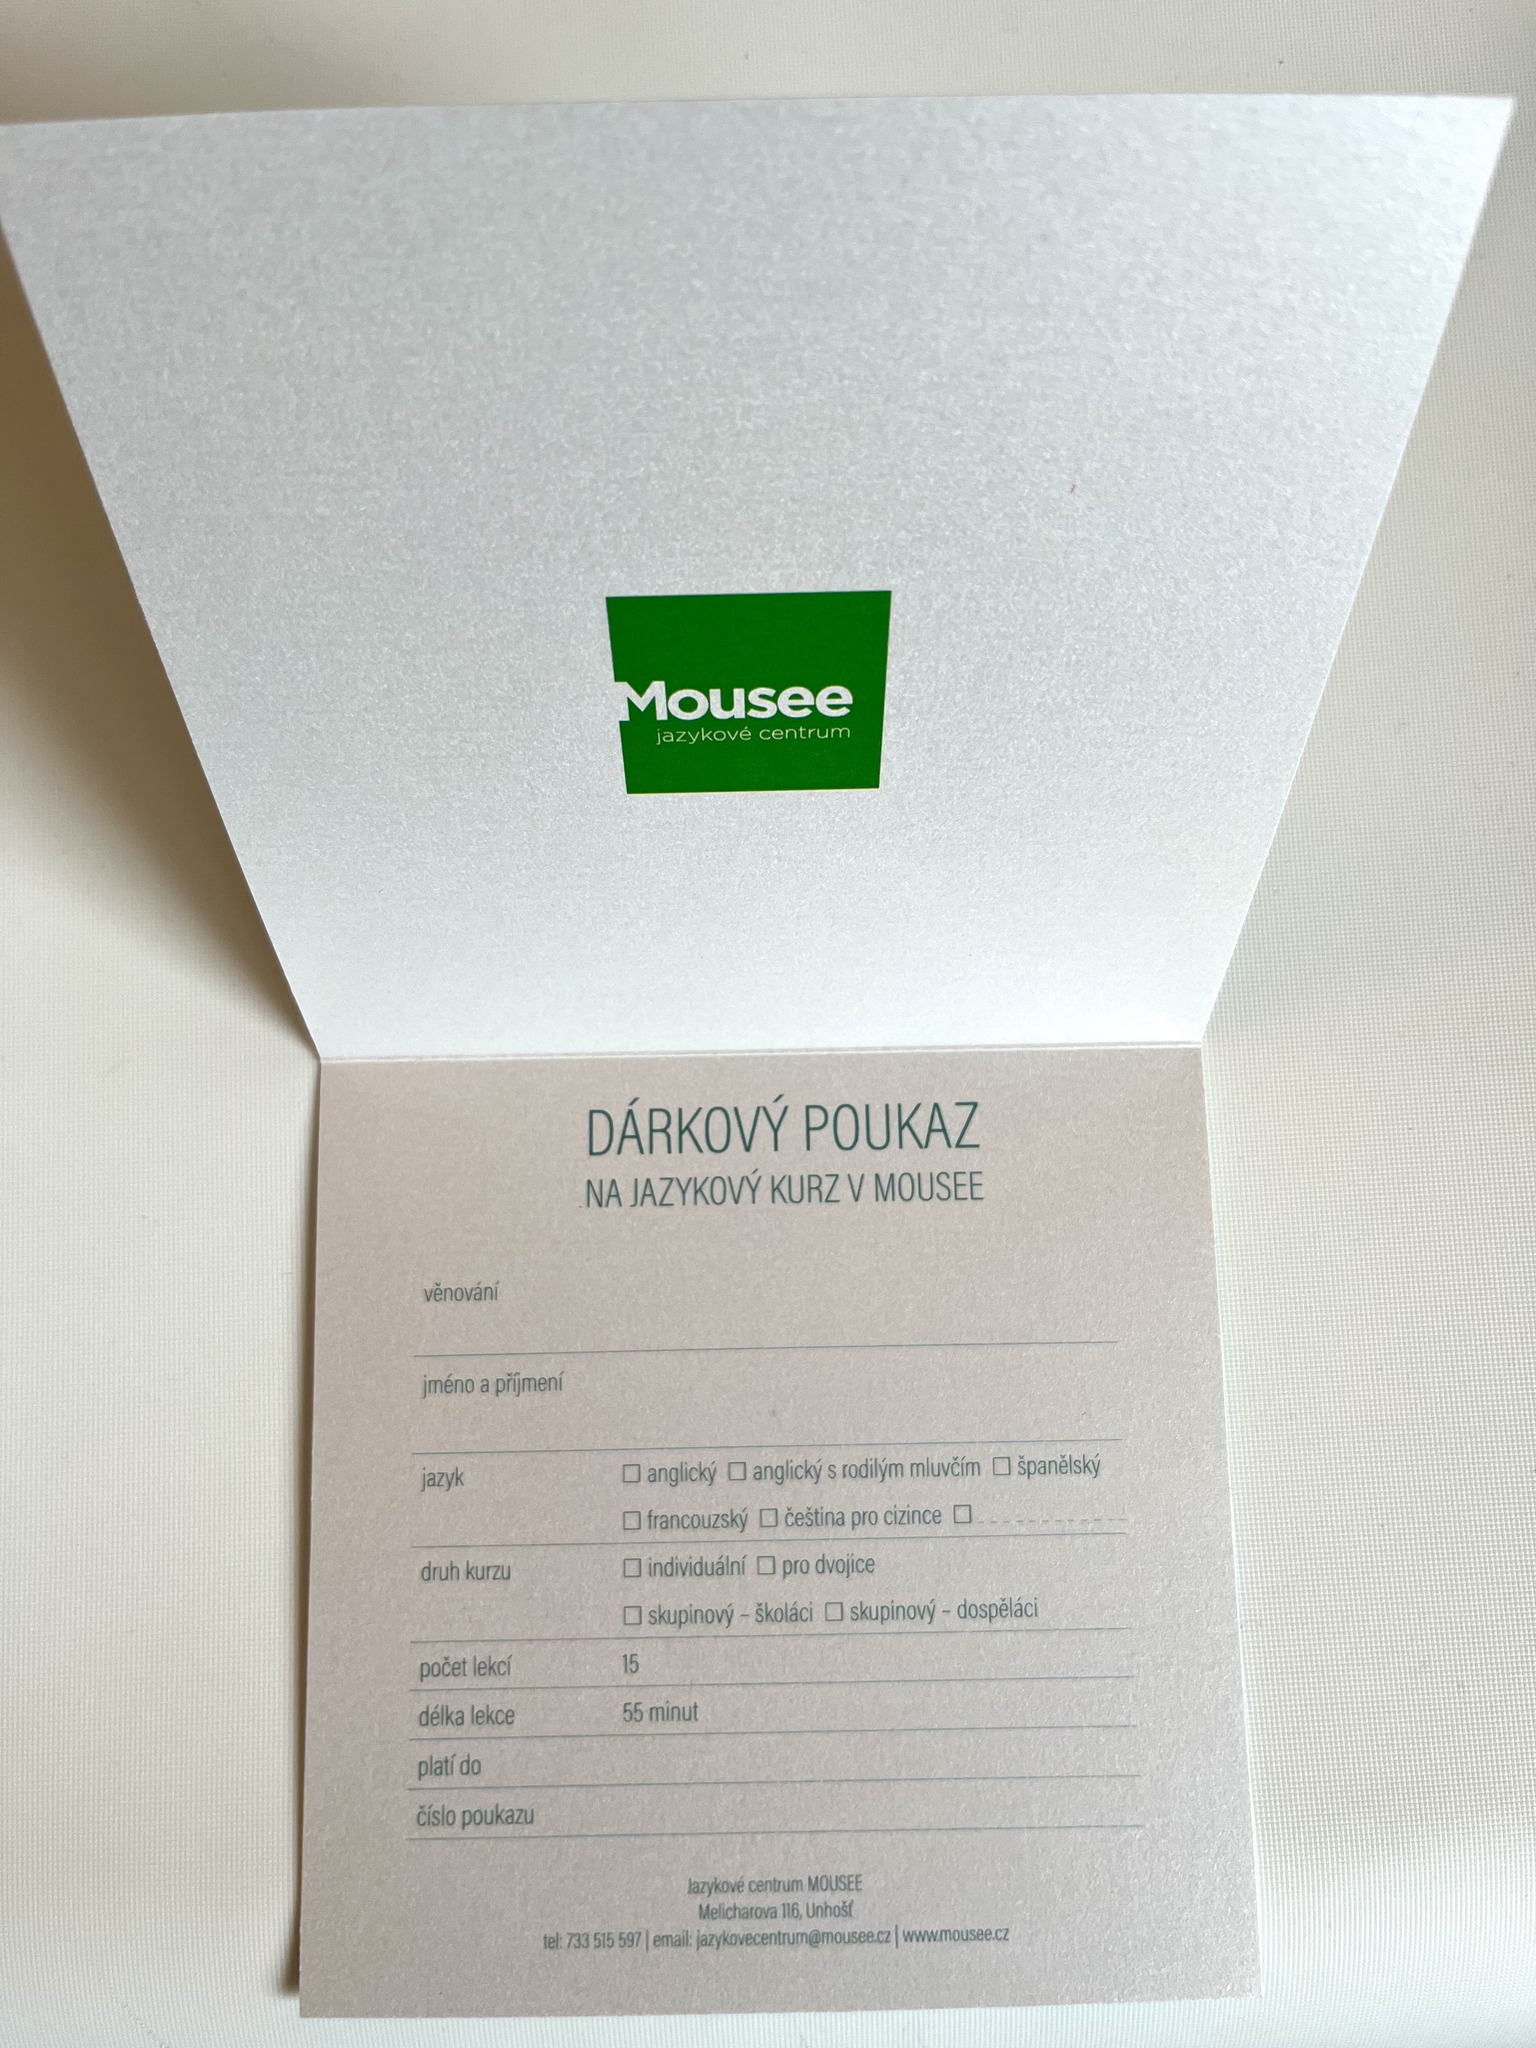 Mousee
jazykové centrum
DÁRKOVÝ POUKAZ
NA JAZYKOVÝ KURZ V MOUSEE
věnování
jméno a příjmení
jazyk ☐ anglický ☐ anglický s rodilým mluvčím ☐ španělský
☐ francouzský ☐ čeština pro cizince ☐
druh kurzu ☐ individuální ☐ pro dvojice
☐ skupinový – školáci ☐ skupinový – dospěláci
počet lekcí 15
délka lekce 55 minut
platí do
číslo poukazu
Jazykové centrum MOUSEE
Melicharova 116, Unhošť
tel: 733 515 597 | email: jazykovecentrum@mousee.cz | www.mousee.cz